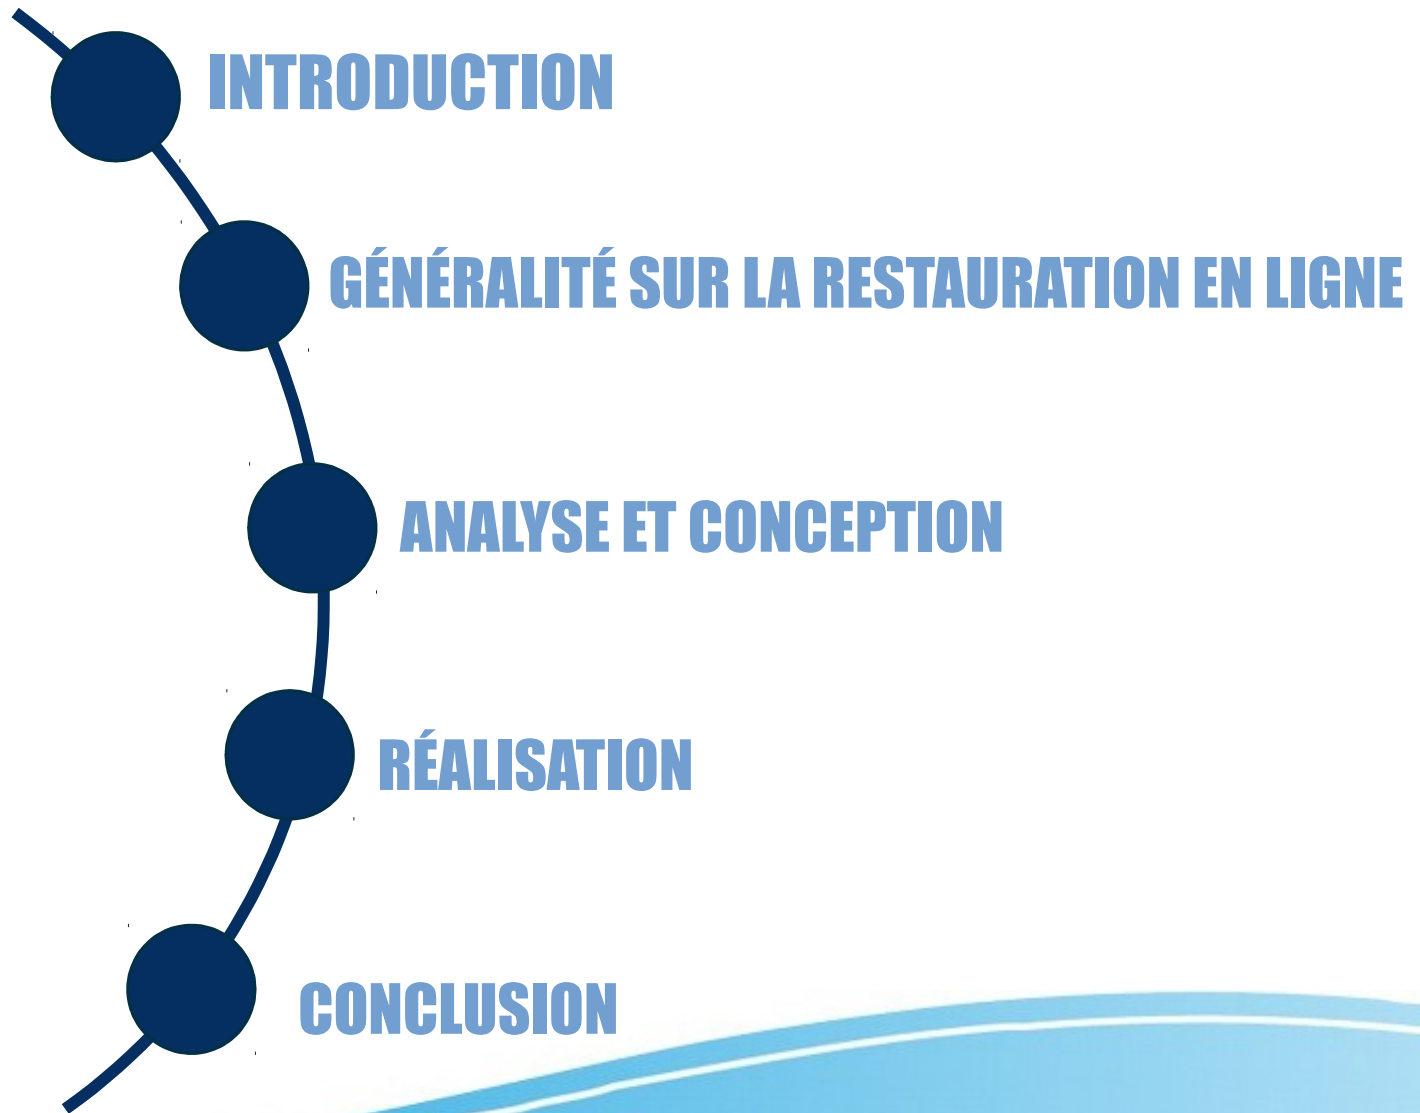 INTRODUCTION
GÉNÉRALITÉ SUR LA RESTAURATION EN LIGNE
ANALYSE ET CONCEPTION
RÉALISATION
CONCLUSION